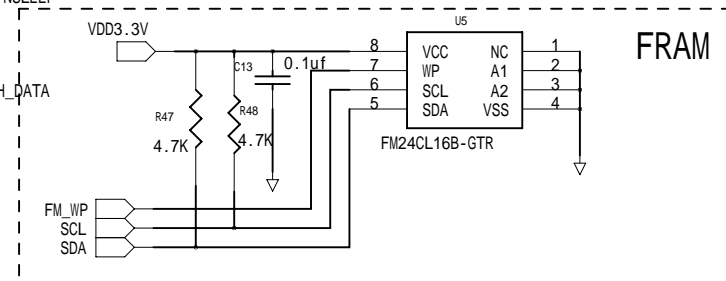 VDD3.3V
U5
FRAM
8 VCC NC 1
C13 0.1uf
7 WP A1 2
H_DATA
6 SCL A2 3
5 SDA VSS 4
R47 R48
4.7K 4.7K
FM24CL16B-GTR
FM_WP
SCL
SDA